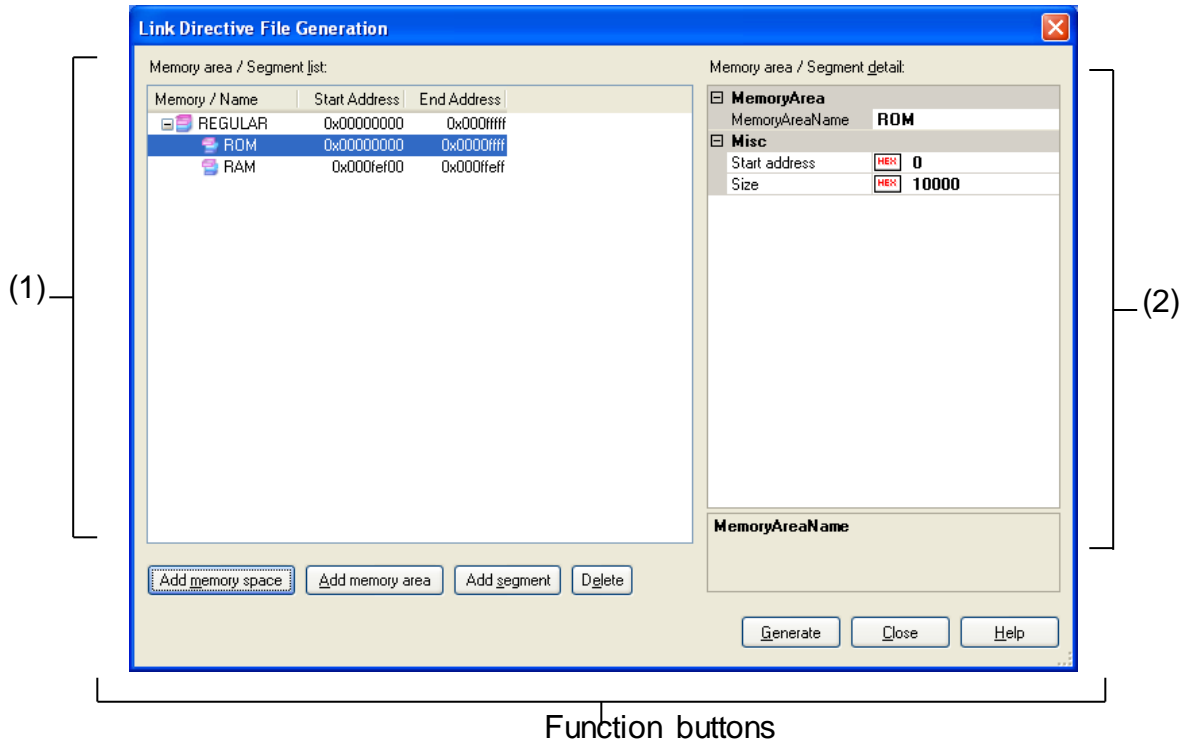 Link Directive File Generation
Memory area / Segment list:
Memory / Name Start Address End Address
REGULAR 0x00000000 0x000fffff
ROM 0x00000000 0x0000ffff
RAM 0x000fef00 0x000ffeff
Add memory space Add memory area Add segment Delete
Memory area / Segment detail:
MemoryArea
MemoryAreaName ROM
Misc
Start address HEX 0
Size HEX 10000
MemoryAreaName
Generate Close Help
(1)
(2)
Function buttons